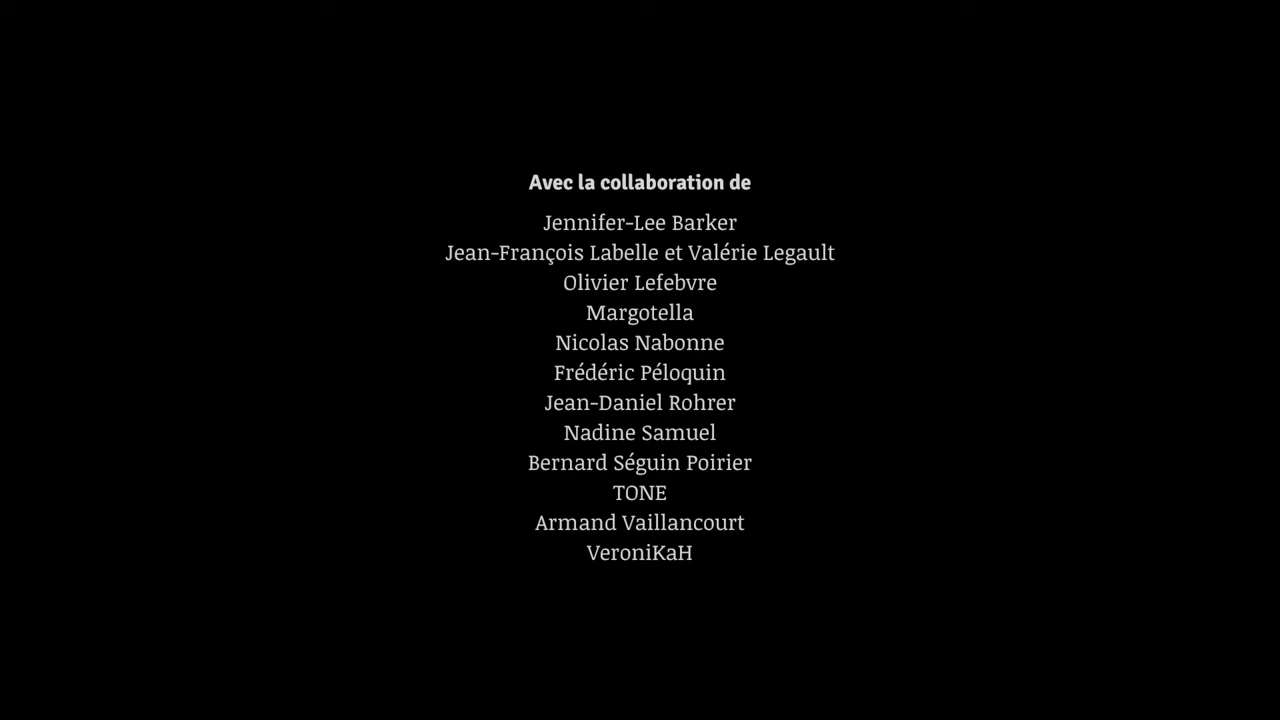 Avec la collaboration de
Jennifer-Lee Barker
Jean-François Labelle et Valérie Legault
Olivier Lefebvre
Margotella
Nicolas Nabonne
Frédéric Péloquin
Jean-Daniel Rohrer
Nadine Samuel
Bernard Séguin Poirier
TONE
Armand Vaillancourt
VeroniKaH